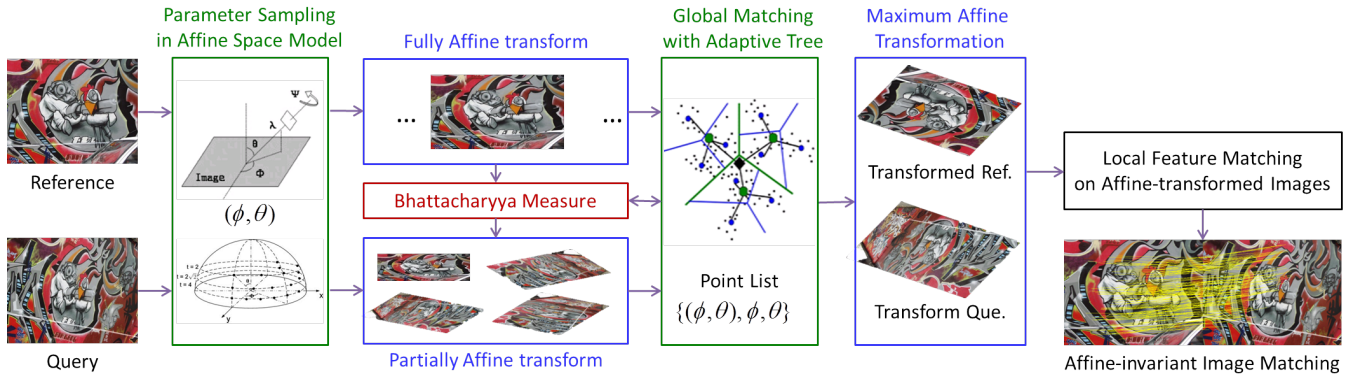 Parameter Sampling
in Affine Space Model
Fully Affine transform
Global Matching
with Adaptive Tree
Maximum Affine
Transformation
Reference
Ψ
λ
θ
Φ
Image
(ϕ,θ)
... ...
Bhattacharyya Measure
Transformed Ref.
Local Feature Matching
on Affine-transformed Images
Query
t=2
t=4
x
y
Partially Affine transform
Point List
{(ϕ,θ),ϕ,θ}
Transform Que.
Affine-invariant Image Matching